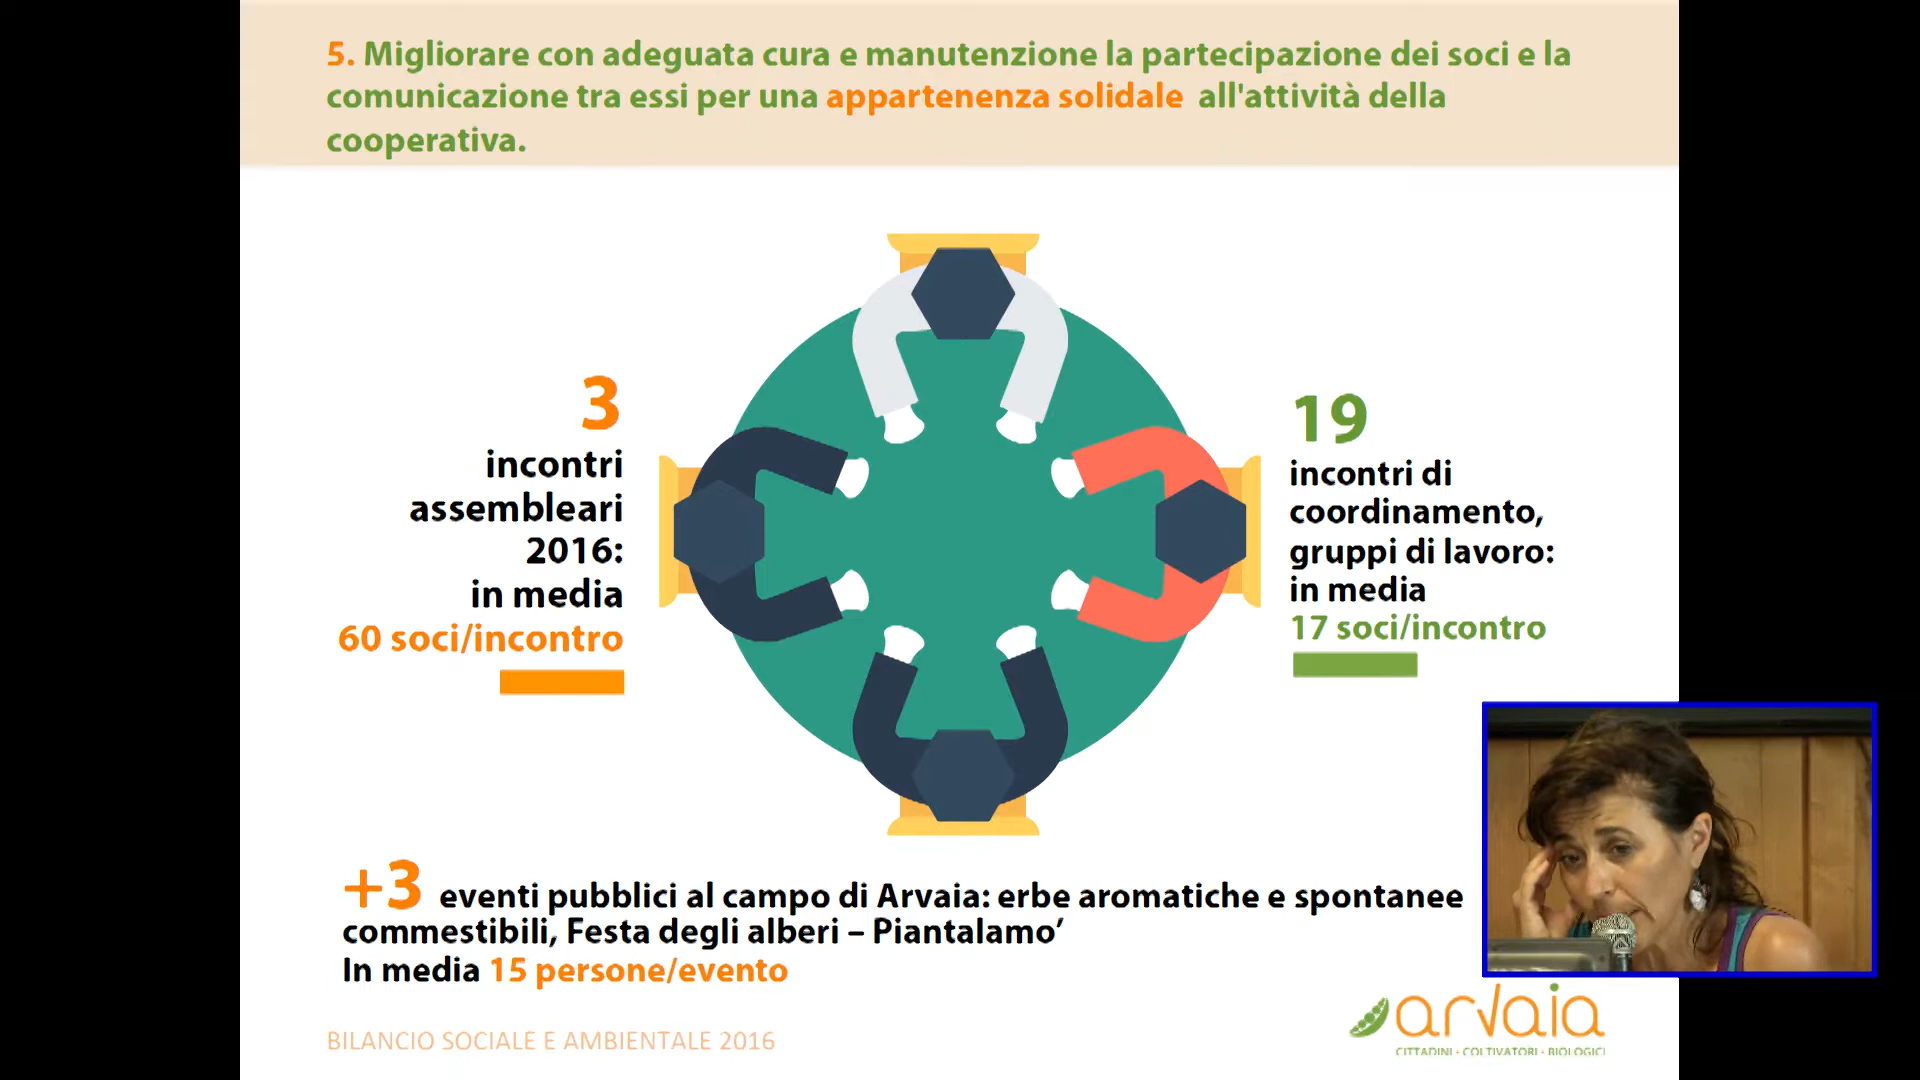 5. Migliorare con adeguata cura e manutenzione la partecipazione dei soci e la
comunicazione tra essi per una appartenenza solidale all'attività della
cooperativa.
3
incontri
assembleari
2016:
in media
60 soci/incontro
19
incontri di
coordinamento,
gruppi di lavoro:
in media
17 soci/incontro
+3 eventi pubblici al campo di Arvaia: erbe aromatiche e spontanee
commestibili, Festa degli alberi – Piantalamo’
In media 15 persone/evento
BILANCIO SOCIALE E AMBIENTALE 2016
arvaia
CITTADINI · COLTIVATORI · BIOLOGICI